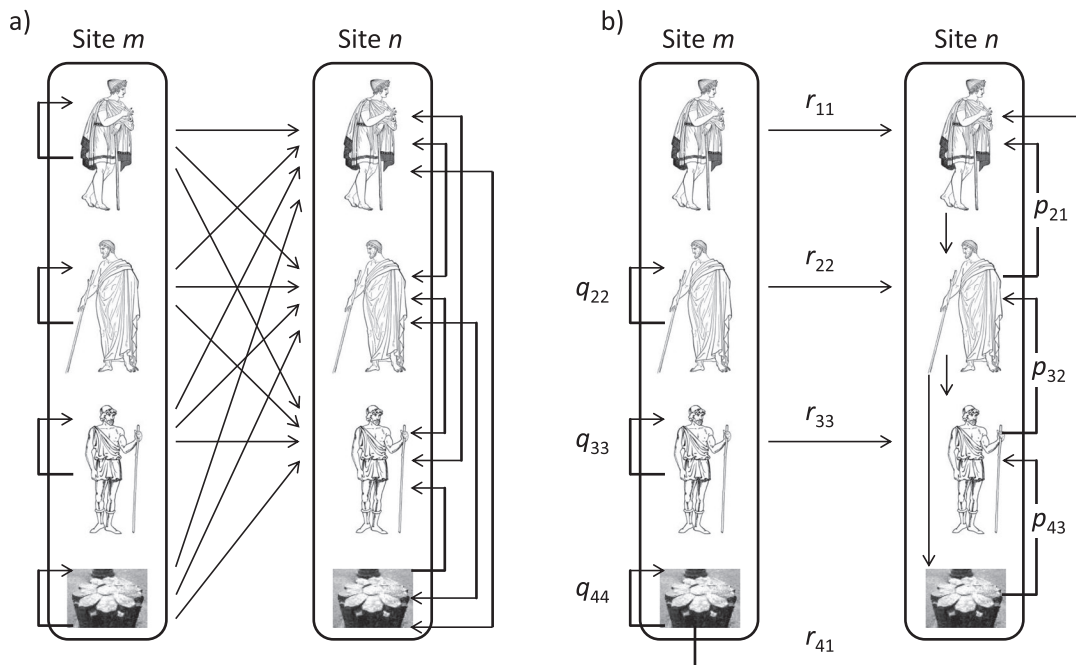 a)
Site m
Site n
b)
Site m
Site n
r11
p21
q22
r22
p32
q33
r33
p43
q44
r41